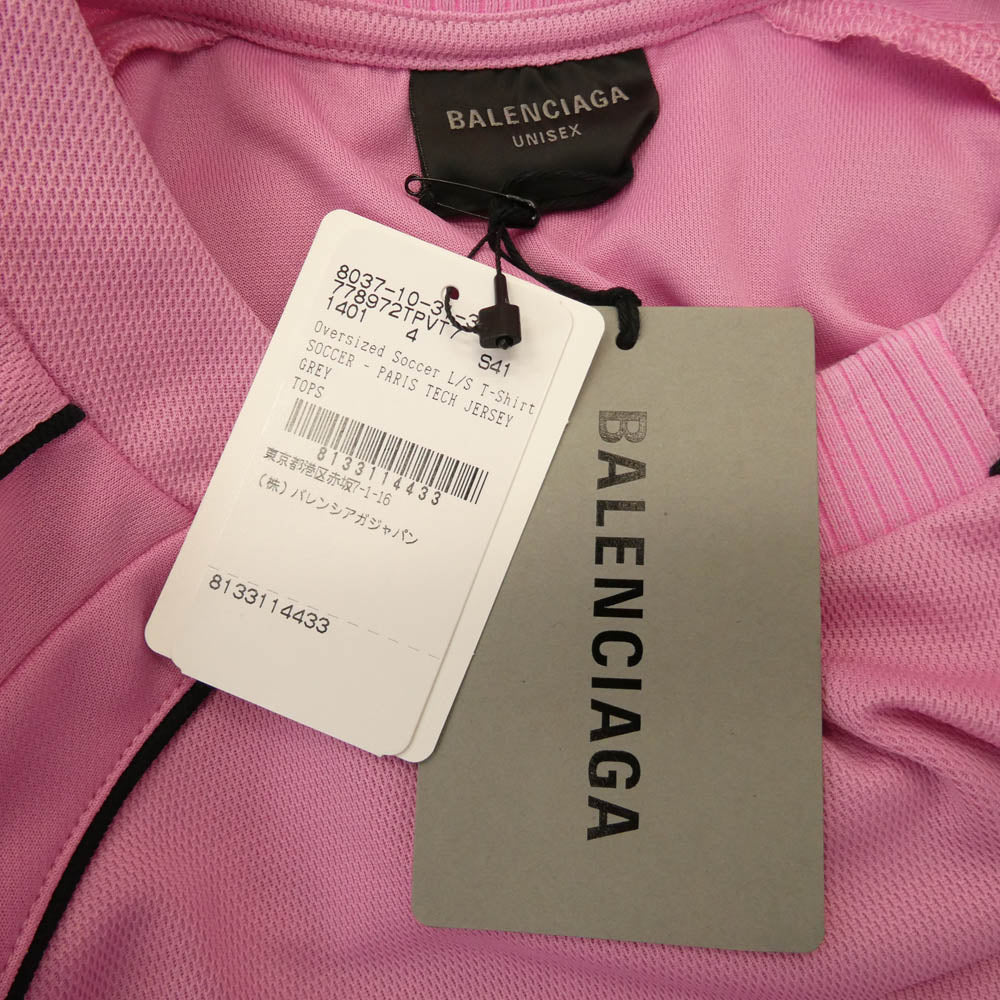 BALENCIAGA
UNISEX
8037-10-3
778972TPVT7
1401 4 S41
Oversized Soccer L/S T-Shirt
SOCCER - PARIS TECH JERSEY
GREY
TOPS
8133114433
東京都港区赤坂7-1-16
(株)バレンシアガジャパン
8133114433
BALENCIAGA